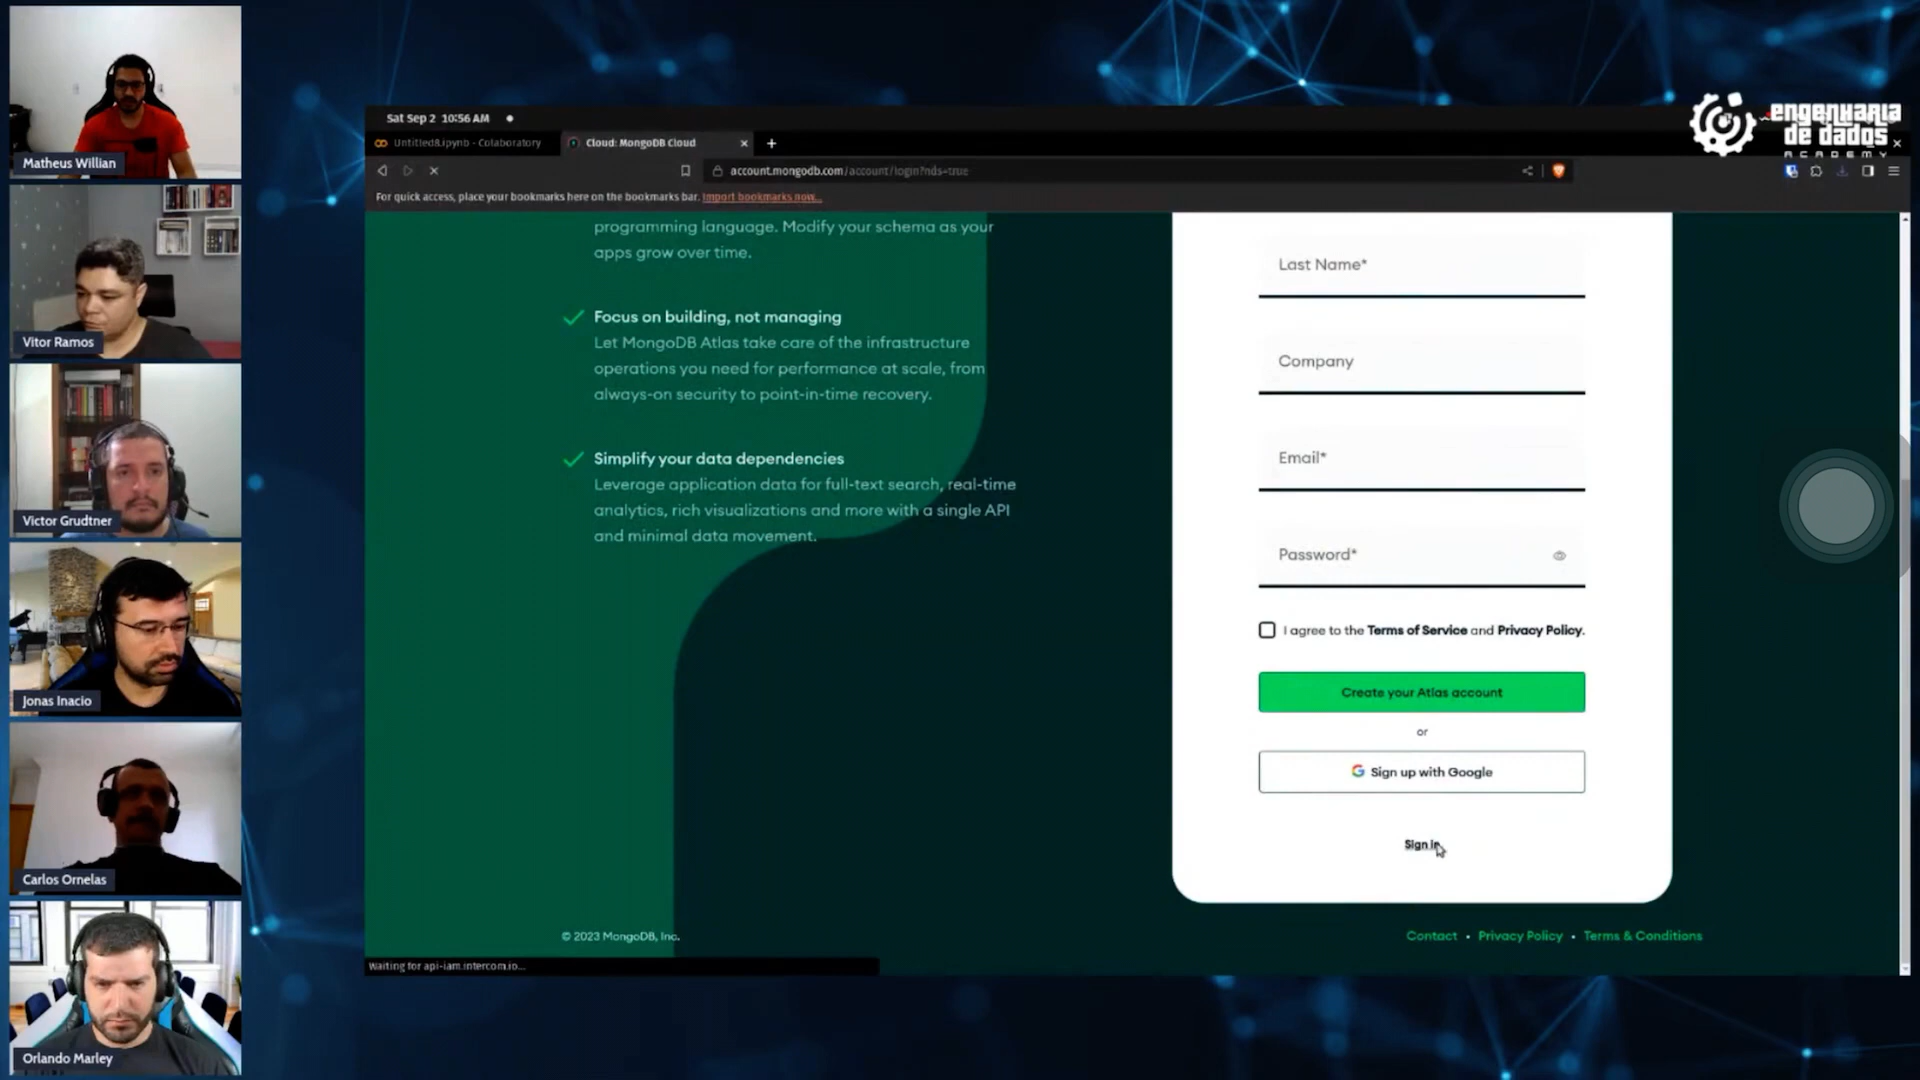 Matheus Willian
Vitor Ramos
Victor Grudtner
Jonas Inacio
Carlos Ornelas
Orlando Marley
engenharia
de dados
ACADEMY
Sat Sep 2 10:56 AM
Untitled8.ipynb - Colaboratory
Cloud: MongoDB Cloud
account.mongodb.com/account/login?nds=true
For quick access, place your bookmarks here on the bookmarks bar. Import bookmarks now...
programming language. Modify your schema as your
apps grow over time.
Focus on building, not managing
Let MongoDB Atlas take care of the infrastructure
operations you need for performance at scale, from
always-on security to point-in-time recovery.
Simplify your data dependencies
Leverage application data for full-text search, real-time
analytics, rich visualizations and more with a single API
and minimal data movement.
Last Name*
Company
Email*
Password*
I agree to the Terms of Service and Privacy Policy.
Create your Atlas account
or
Sign up with Google
Sign in
© 2023 MongoDB, Inc.
Contact • Privacy Policy • Terms & Conditions
Waiting for api-iam.intercom.io...